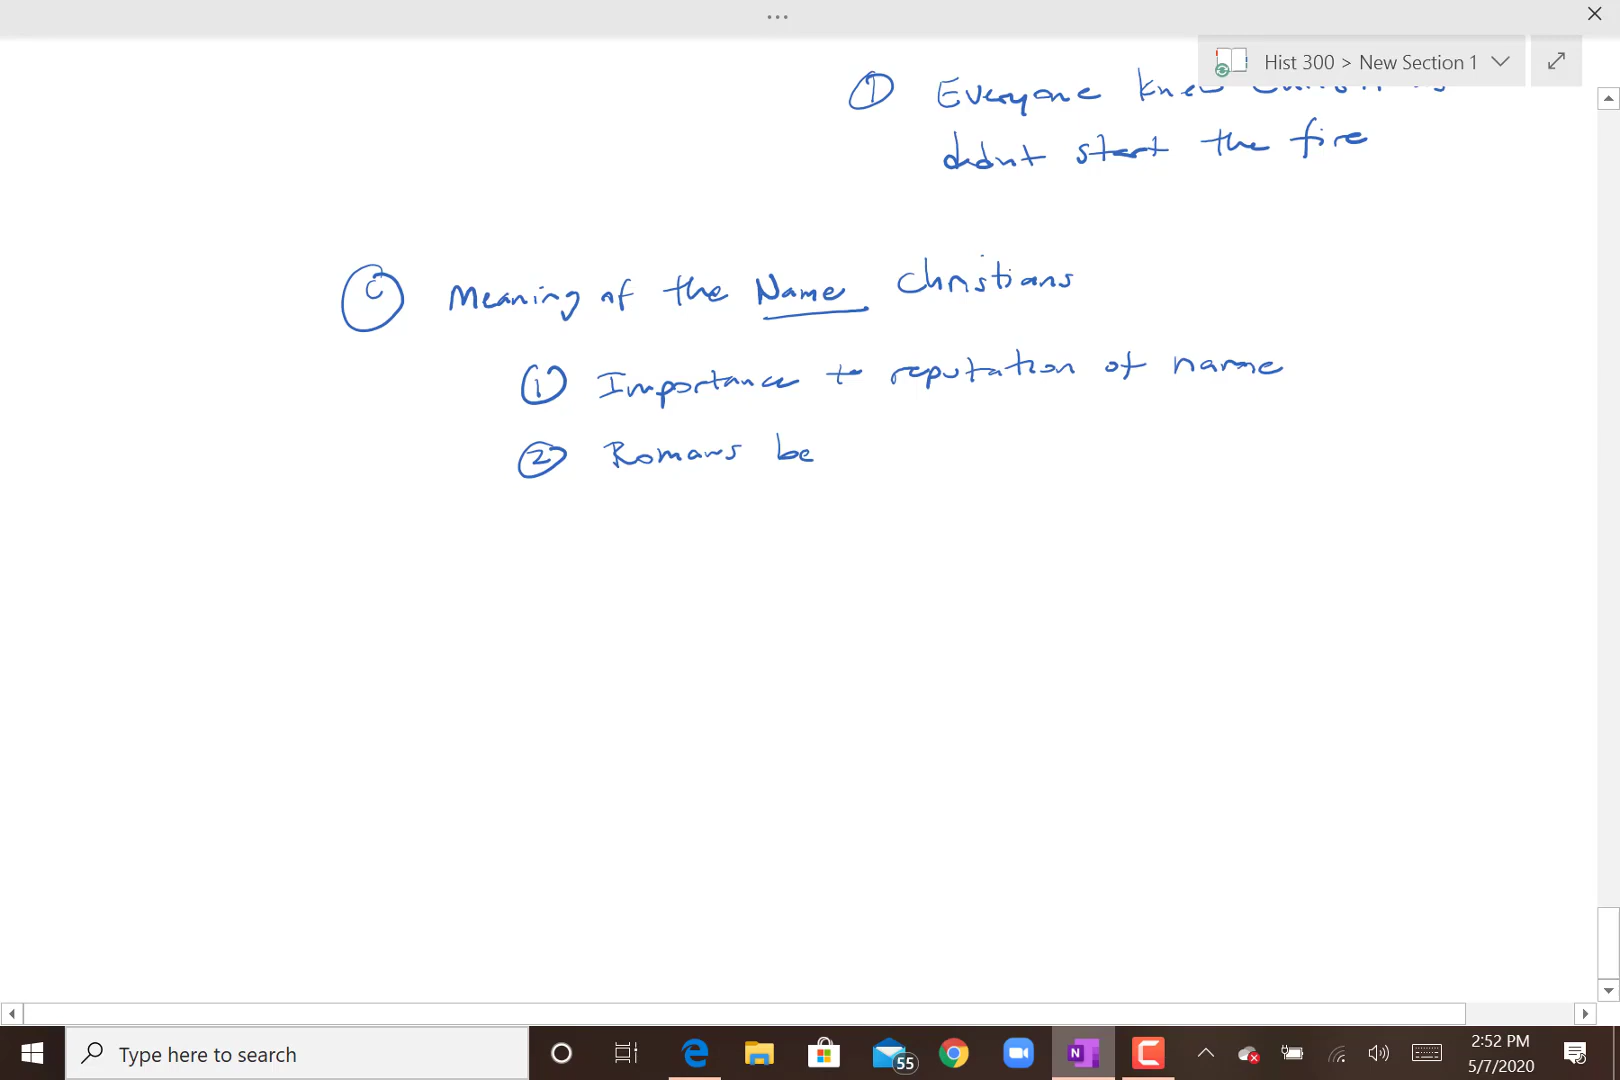 Hist 300 > New Section 1
① Everyone knew
didnt start the fire
Ⓒ Meaning of the Name Christians
① Importance to reputation of name
② Romans be
Type here to search
55
N
2:52 PM
5/7/2020